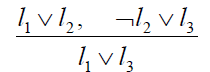 l₁ ∨ l₂, ¬l₂ ∨ l₃
l₁ ∨ l₃